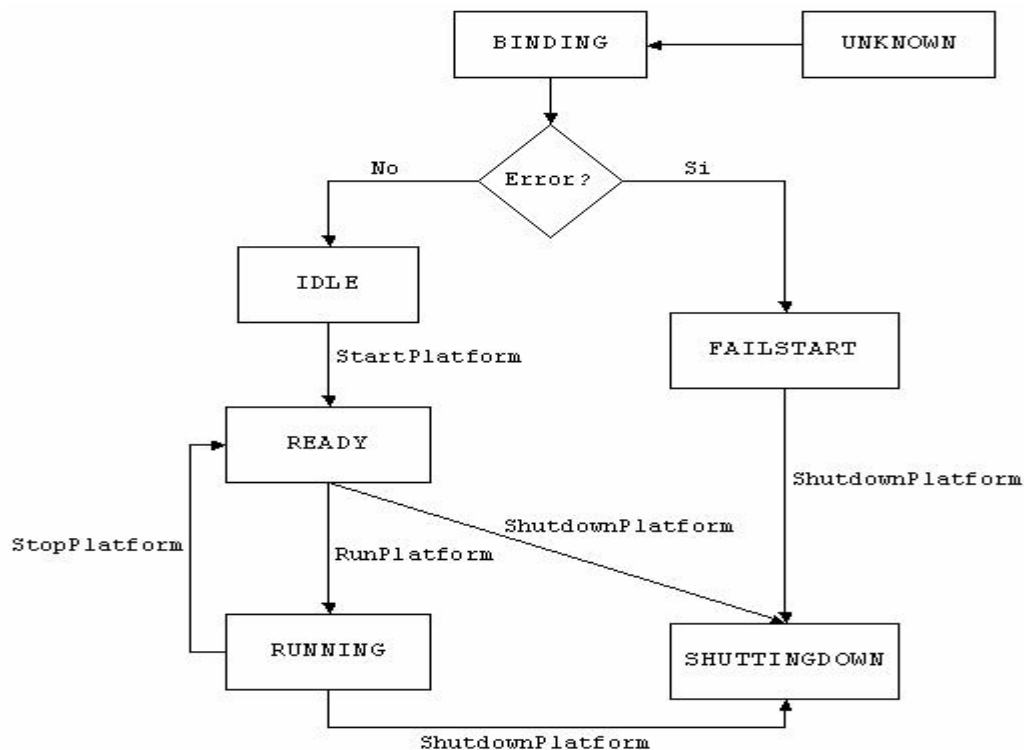 BINDING
UNKNOWN
Error?
No
Si
IDLE
FAILSTART
StartPlatform
READY
ShutdownPlatform
ShutdownPlatform
StopPlatform
RunPlatform
RUNNING
SHUTTINGDOWN
ShutdownPlatform